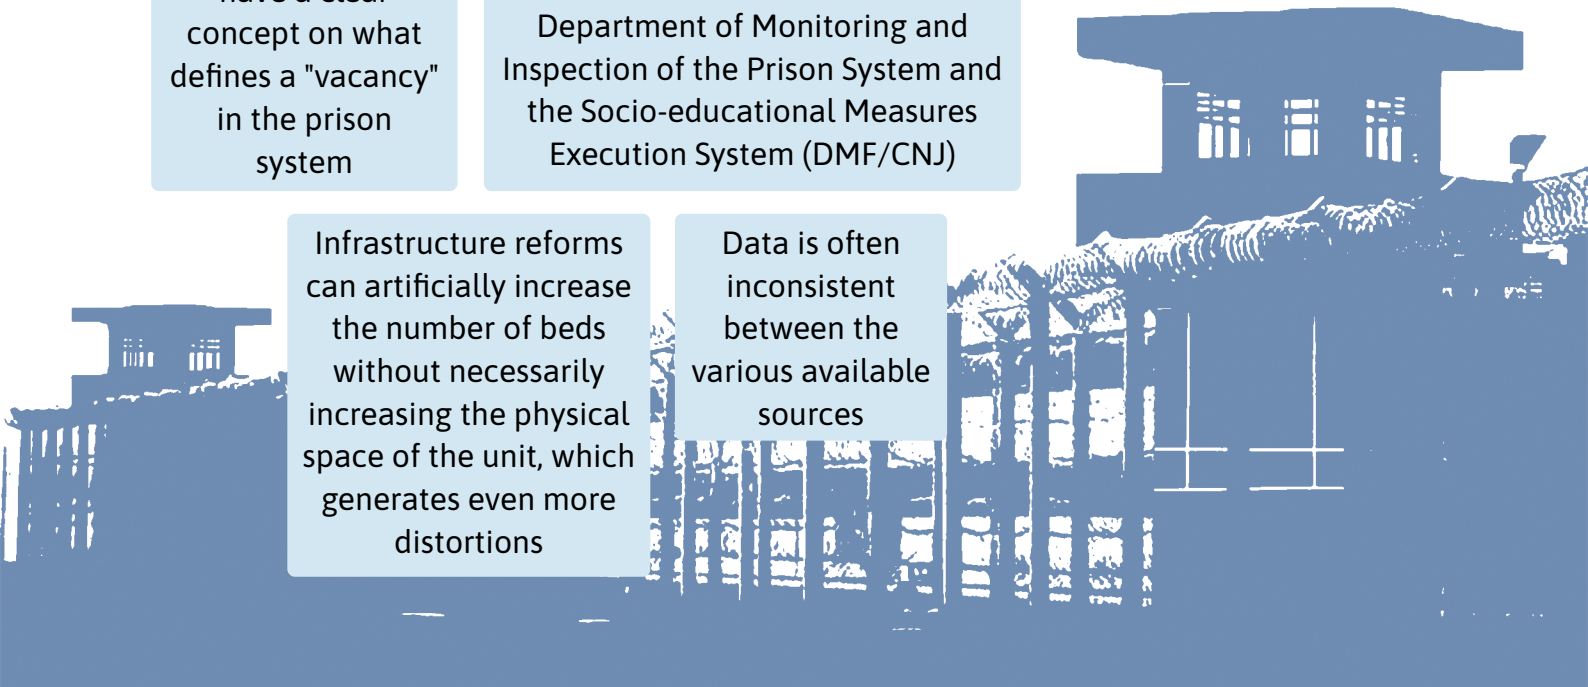 have a clear
concept on what
defines a "vacancy"
in the prison
system
Department of Monitoring and
Inspection of the Prison System and
the Socio-educational Measures
Execution System (DMF/CNJ)
Infrastructure reforms
can artificially increase
the number of beds
without necessarily
increasing the physical
space of the unit, which
generates even more
distortions
Data is often
inconsistent
between the
various available
sources